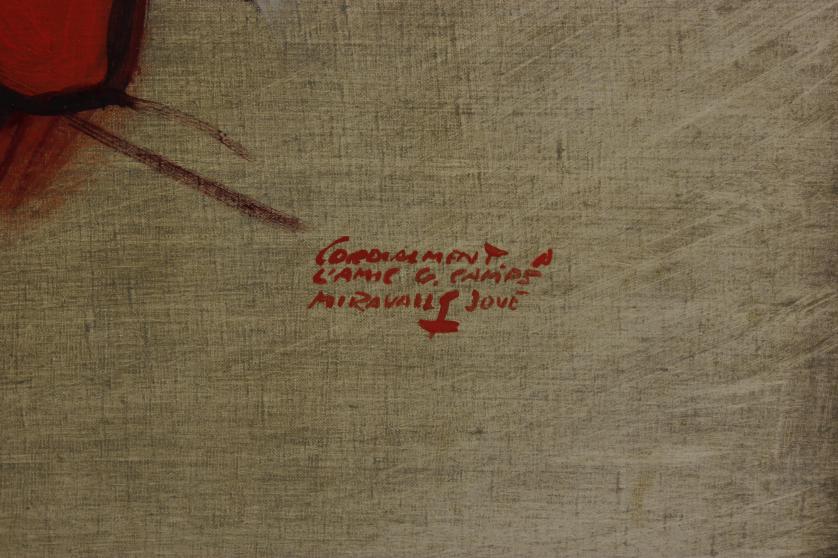 CORDIALMENT A
L'AMIC G. CAMPS
MIRAVALLS JOVÉ